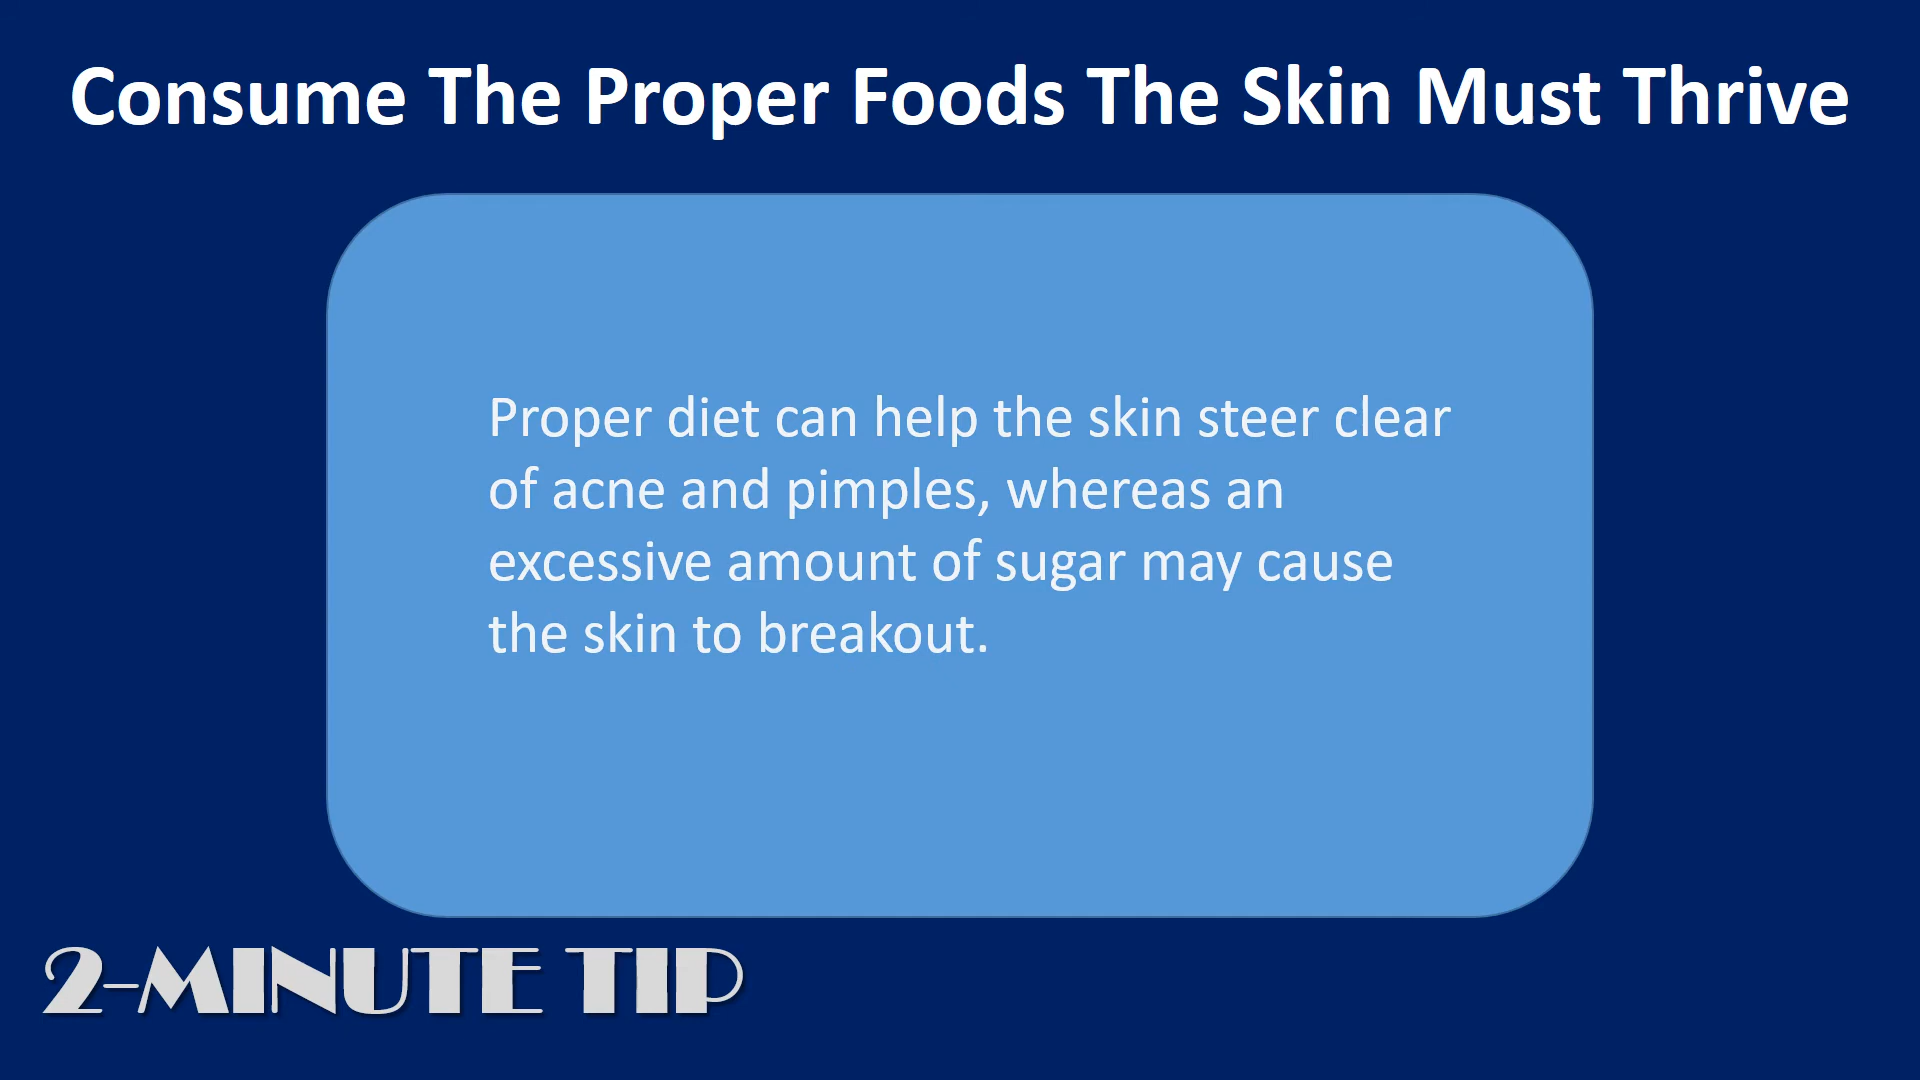 Consume The Proper Foods The Skin Must Thrive
Proper diet can help the skin steer clear
of acne and pimples, whereas an
excessive amount of sugar may cause
the skin to breakout.
2-MINUTE TIP